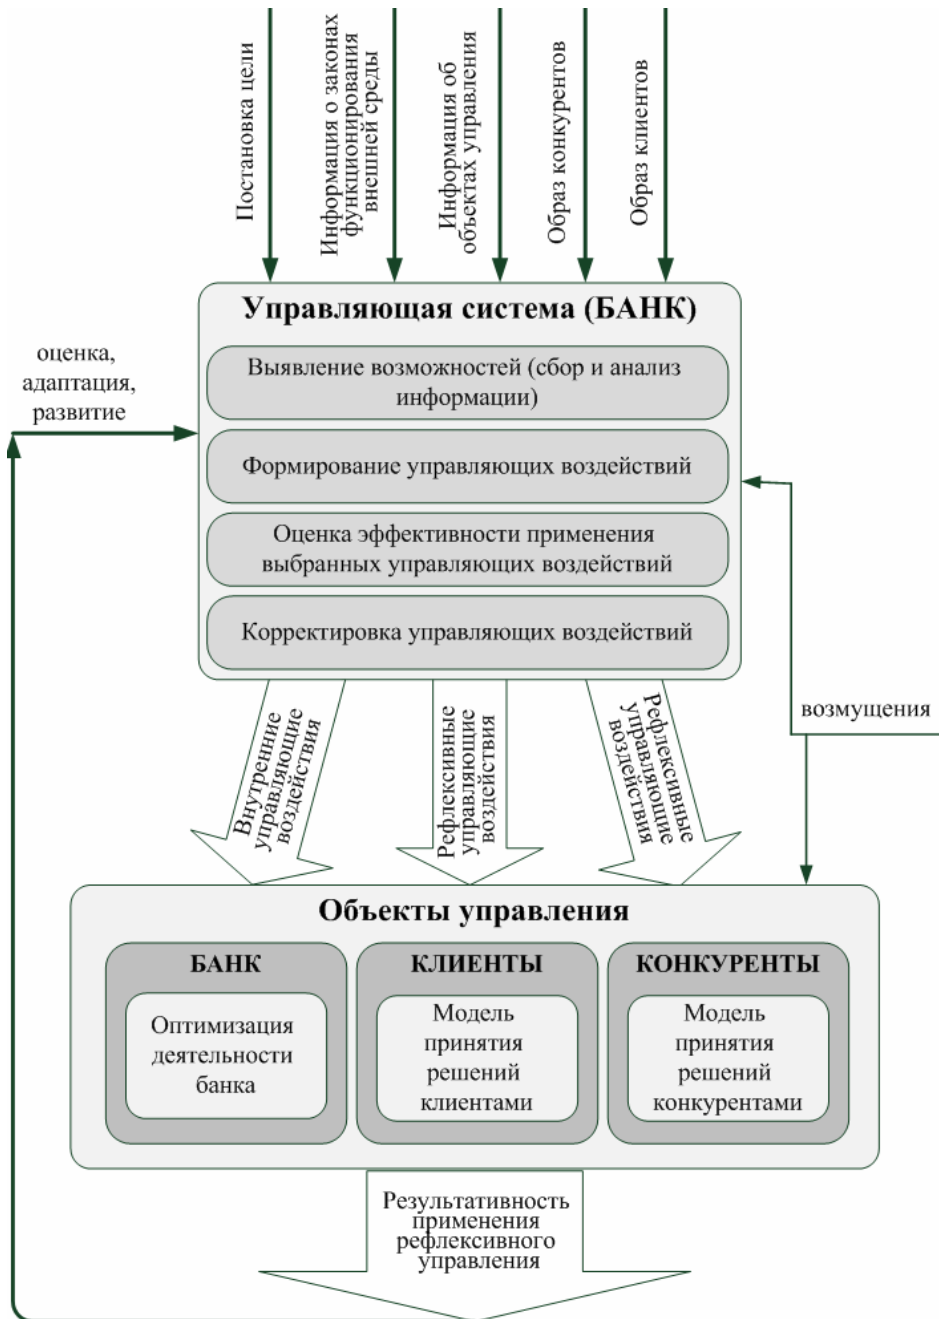 Постановка цели
Информация о законах
функционирования
внешней среды
Информация об
объектах управления
Образ конкурентов
Образ клиентов
Управляющая система (БАНК)
оценка,
адаптация,
развитие
Выявление возможностей (сбор и анализ
информации)
Формирование управляющих воздействий
Оценка эффективности применения
выбранных управляющих воздействий
Корректировка управляющих воздействий
возмущения
Внутренние
управляющие
воздействия
Рефлексивные
управляющие
воздействия
Рефлексивные
управляющие
воздействия
Объекты управления
БАНК
Оптимизация
деятельности
банка
КЛИЕНТЫ
Модель
принятия
решений
клиентами
КОНКУРЕНТЫ
Модель
принятия
решений
конкурентами
Результативность
применения
рефлексивного
управления